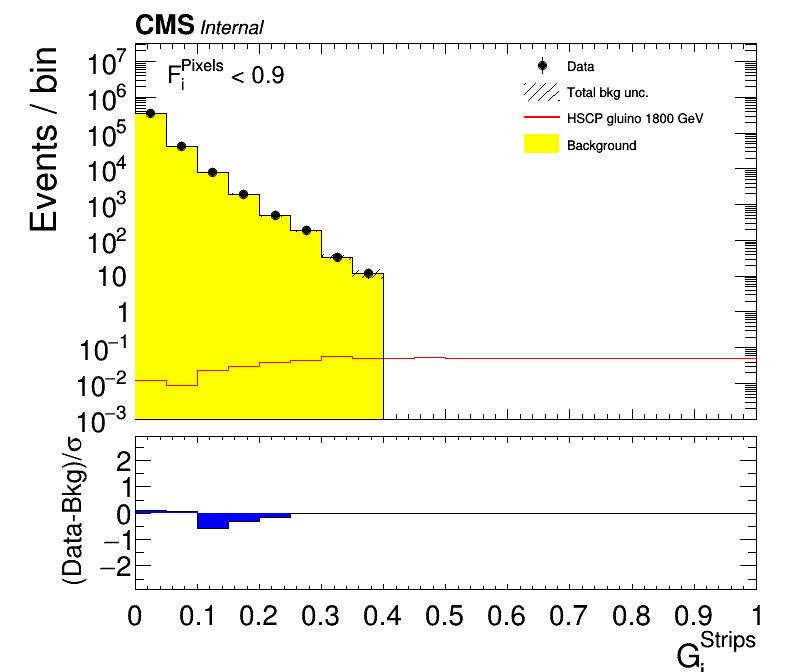 CMS Internal
Events / bin
10^7
10^6
10^5
10^4
10^3
10^2
10
1
10^−1
10^−2
10^−3
F_i^Pixels < 0.9
Data
Total bkg unc.
HSCP gluino 1800 GeV
Background
(Data-Bkg)/σ
2
1
0
−1
−2
0 0.1 0.2 0.3 0.4 0.5 0.6 0.7 0.8 0.9 1
G_i^Strips